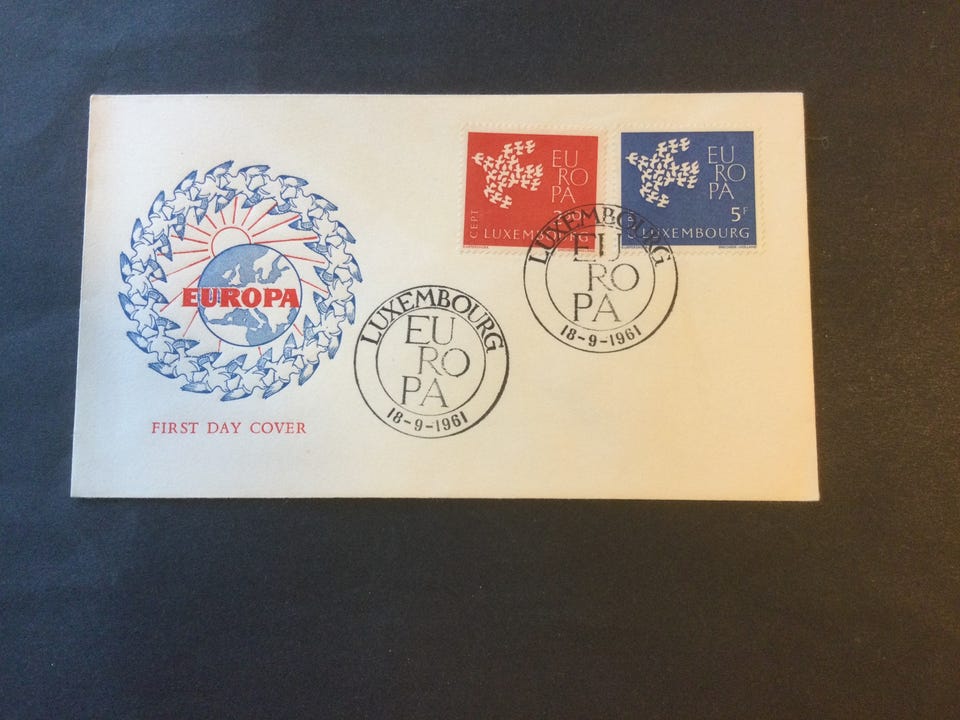 EUROPA
FIRST DAY COVER
LUXEMBOURG
EU
RO
PA
18-9-1961
EU
RO
PA
CEPT
LUXEMBOURG
EU
RO
PA
5F
LUXEMBOURG
LUXEMBOURG
EU
RO
PA
18-9-1961